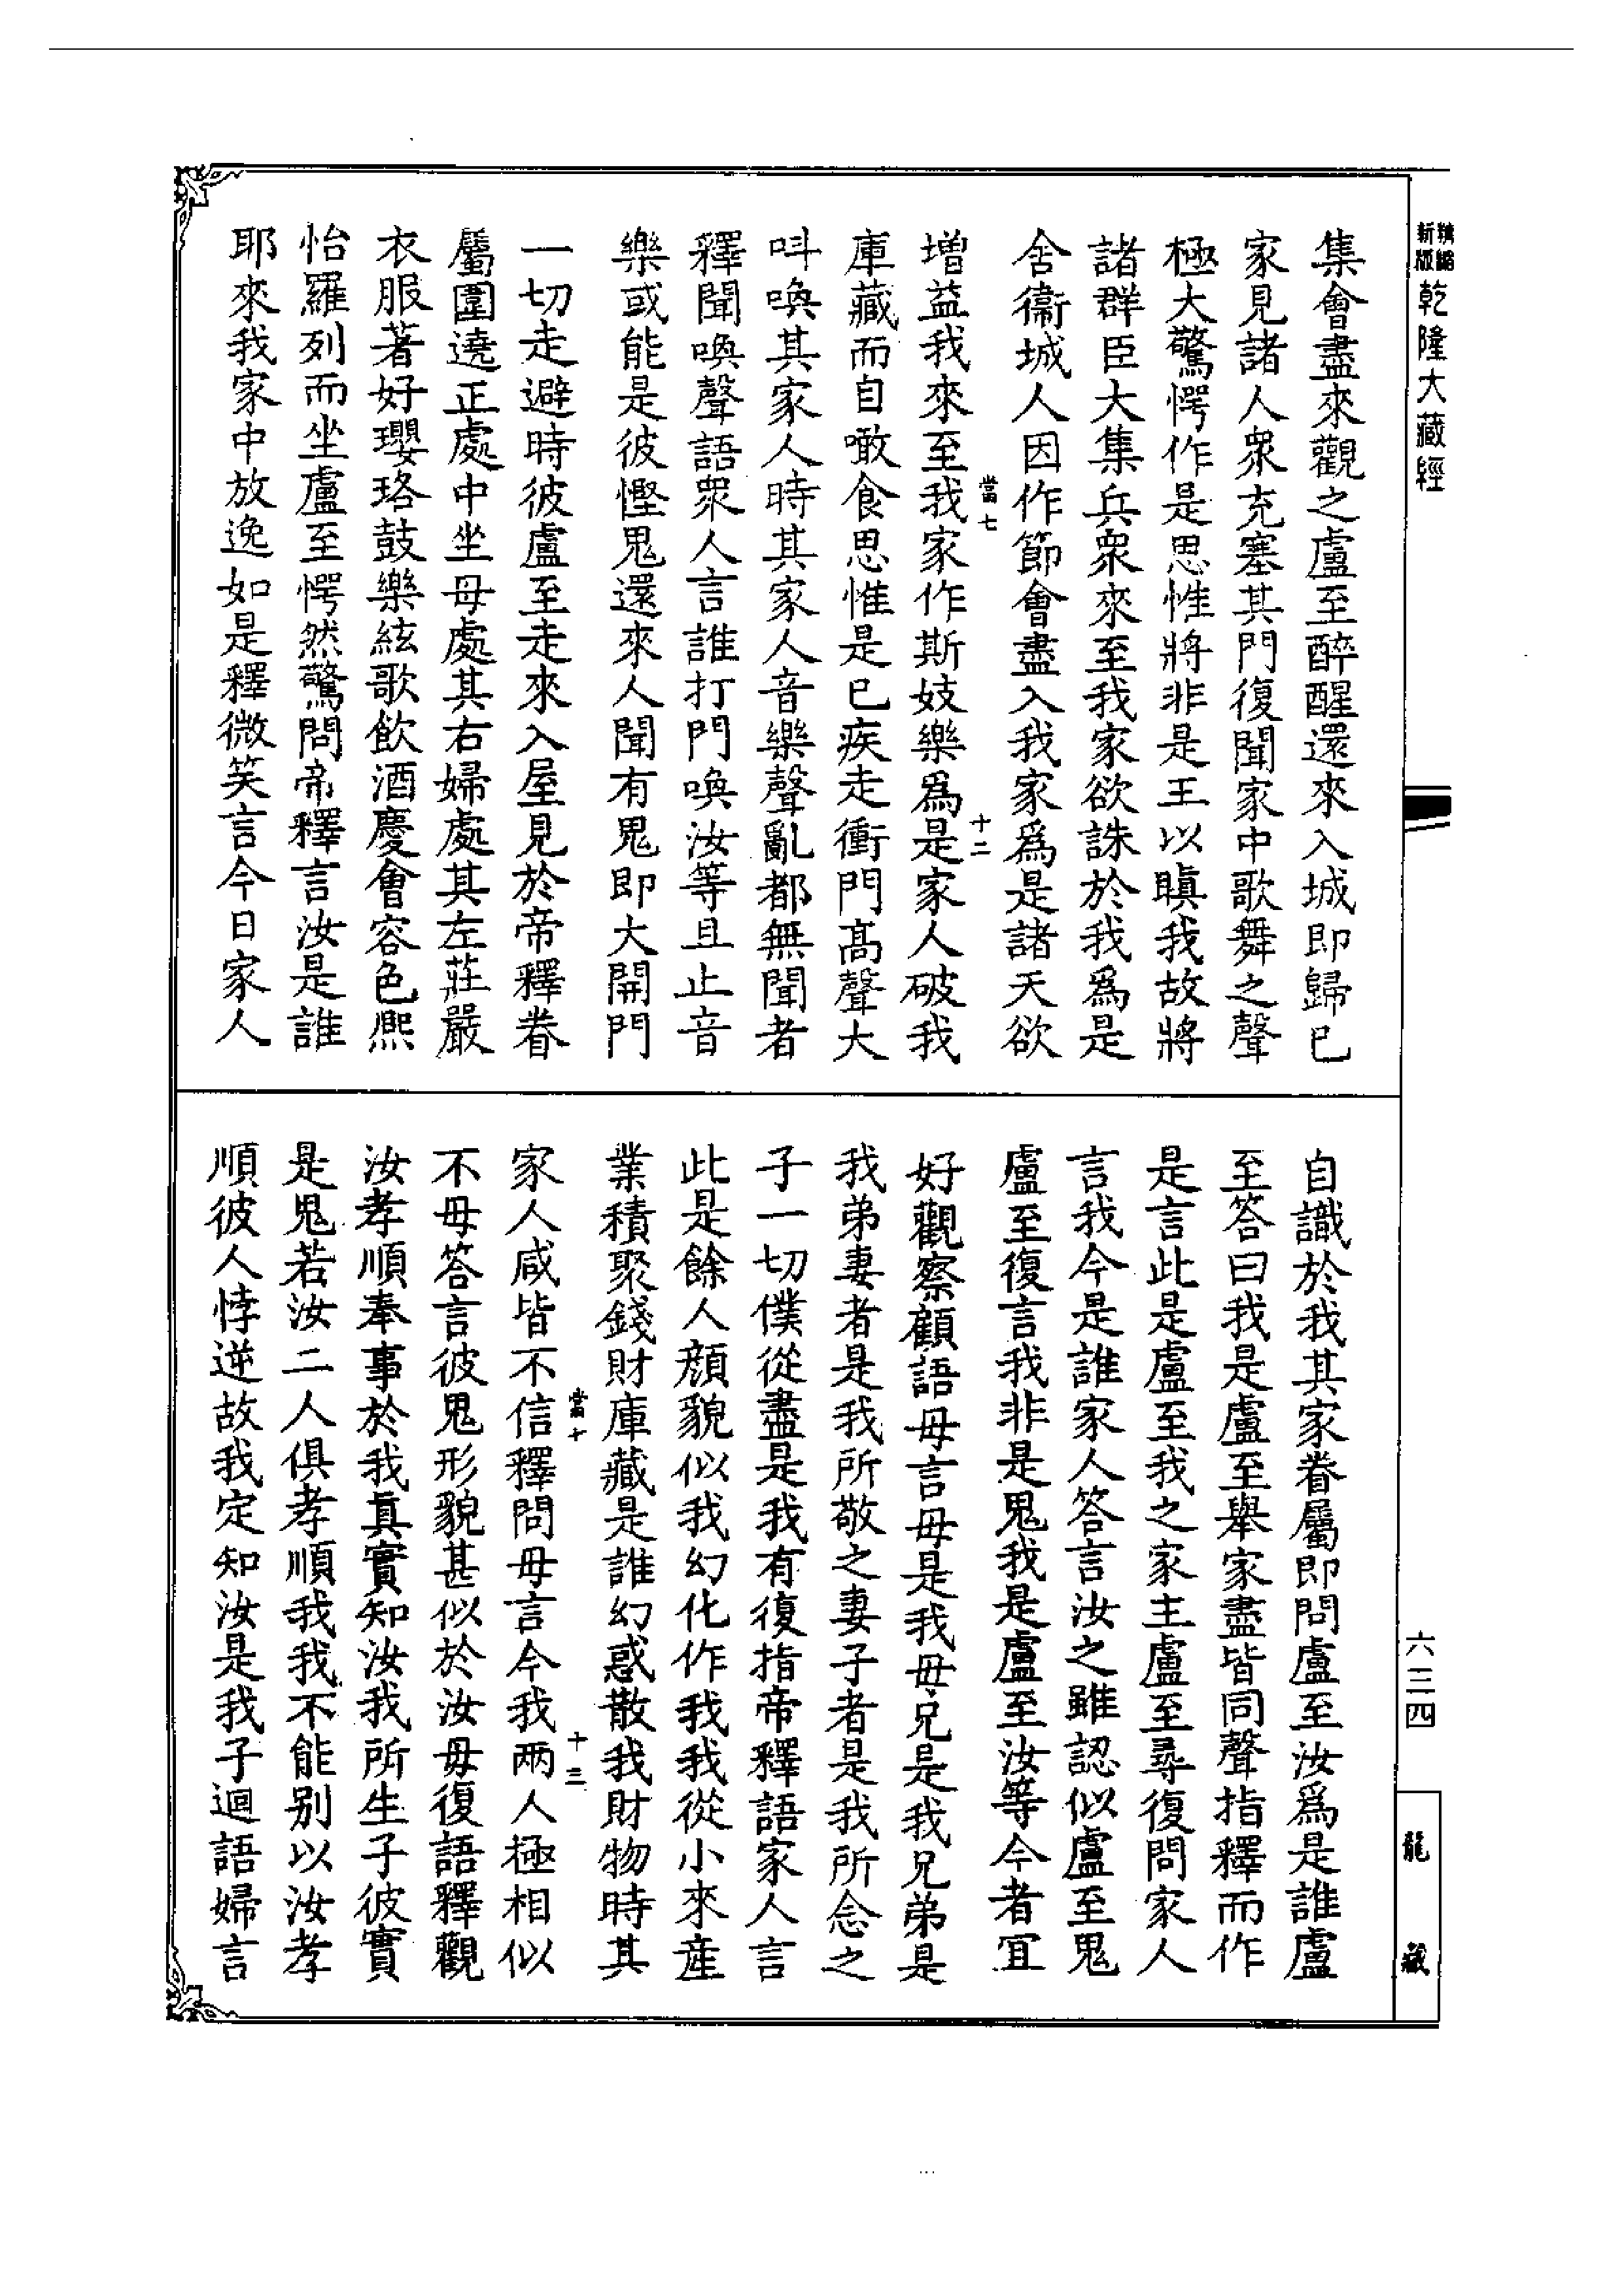 新版精縮
乾隆大藏經
集會盡來觀之盧至醉醒還來入城即歸已
家見諸人衆充塞其門復聞家中歌舞之聲
極大驚愕作是思惟將非是王以瞋我故將
諸群臣大集兵衆來至我家欲誅於我爲是
舍衞城人因作節會盡入我家爲是諸天欲
當七
十二
增益我來至我家作斯妓樂爲是家人破我
庫藏而自噉食思惟是已疾走衝門高聲大
呌喚其家人時其家人音樂聲亂都無聞者
釋聞喚聲語衆人言誰打門喚汝等且止音
樂或能是彼慳鬼還來人聞有鬼即大開門
一切走避時彼盧至走來入屋見於帝釋眷
屬圍遶正處中坐母處其右婦處其左莊嚴
衣服著好瓔珞鼓樂絃歌飲酒慶會容色熈
怡羅列而坐盧至愕然驚問帝釋言汝是誰
耶來我家中放逸如是釋微笑言今日家人
自識於我其家眷屬即問盧至汝爲是誰盧
至答曰我是盧至舉家盡皆同聲指釋而作
是言此是盧至我之家主盧至尋復問家人
言我今是誰家人答言汝之雖認似盧至鬼
盧至復言我非是鬼我是盧至汝等今者宜
好觀察顧語母言母是我母兄是我兄弟是
我弟妻者是我所敬之妻子者是我所念之
子一切僕從盡是我有復指帝釋語家人言
此是餘人顏貌似我幻化作我我從小來産
業積聚錢財庫藏是誰幻惑散我財物時其
當十
十三
家人咸皆不信釋問母言今我两人極相似
不母答言彼鬼形貌甚似於汝母復語釋觀
汝孝順奉事於我真實知汝我所生子彼實
是鬼若汝二人俱孝順我我不能别以汝孝
順彼人悖逆故我定知汝是我子迴語婦言
六三四
龍藏